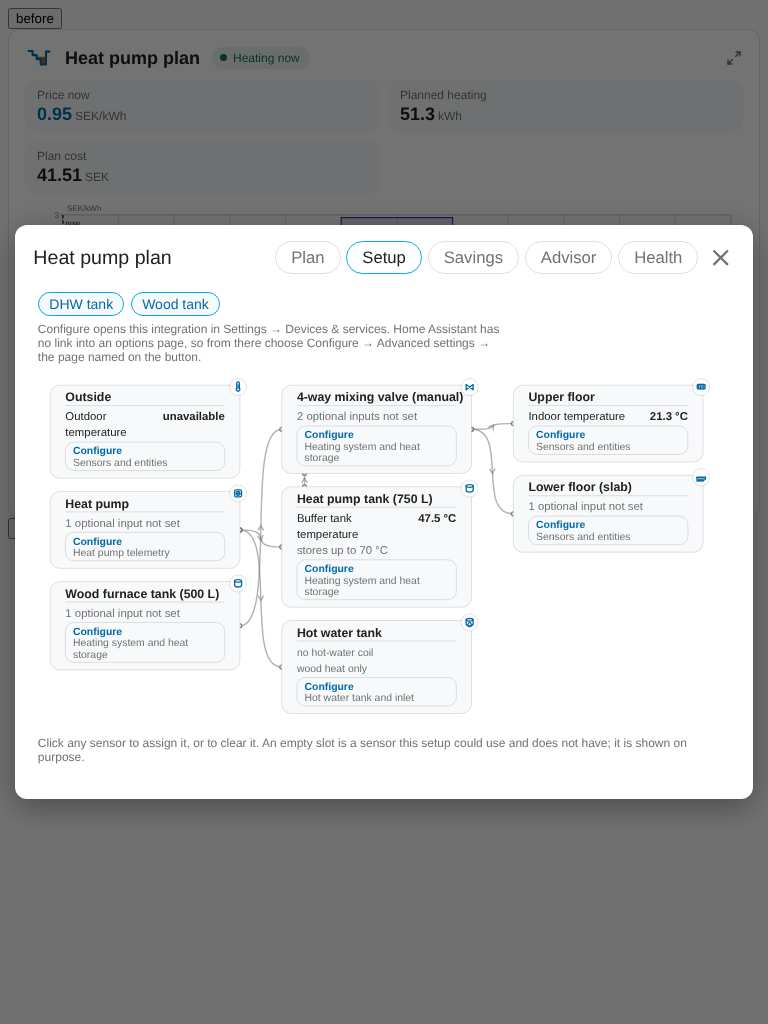 before
Heat pump plan
Heating now
Price now
0.95 SEK/kWh
Planned heating
51.3 kWh
Plan cost
41.51 SEK
SEK/kWh
3
Heat pump plan
Plan
Setup
Savings
Advisor
Health
DHW tank
Wood tank
Configure opens this integration in Settings → Devices & services. Home Assistant has
no link into an options page, so from there choose Configure → Advanced settings →
the page named on the button.
Outside
Outdoor temperature
unavailable
Configure
Sensors and entities
Heat pump
1 optional input not set
Configure
Heat pump telemetry
Wood furnace tank (500 L)
1 optional input not set
Configure
Heating system and heat
storage
4-way mixing valve (manual)
2 optional inputs not set
Configure
Heating system and heat
storage
Heat pump tank (750 L)
Buffer tank temperature
47.5 °C
stores up to 70 °C
Configure
Heating system and heat
storage
Hot water tank
no hot-water coil
wood heat only
Configure
Hot water tank and inlet
Upper floor
Indoor temperature
21.3 °C
Configure
Sensors and entities
Lower floor (slab)
1 optional input not set
Configure
Sensors and entities
Click any sensor to assign it, or to clear it. An empty slot is a sensor this setup could use and does not have; it is shown on
purpose.